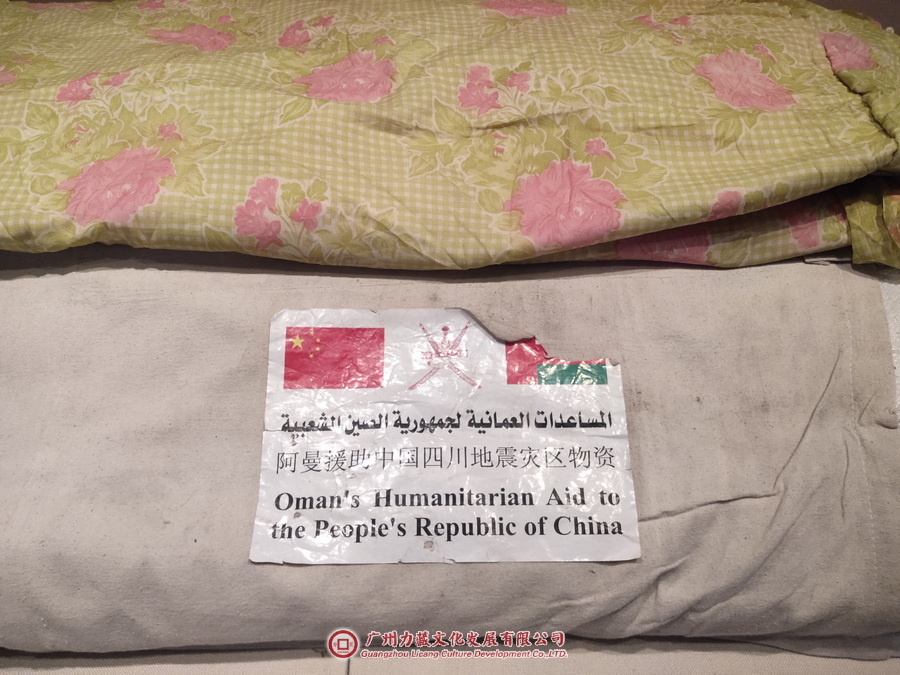 المساعدات العمانية لجمهورية الصين الشعبية
阿曼援助中国四川地震灾区物资
Oman's Humanitarian Aid to
the People's Republic of China
广州力藏文化发展有限公司
Guangzhou Licang Culture Development Co.,LTD.